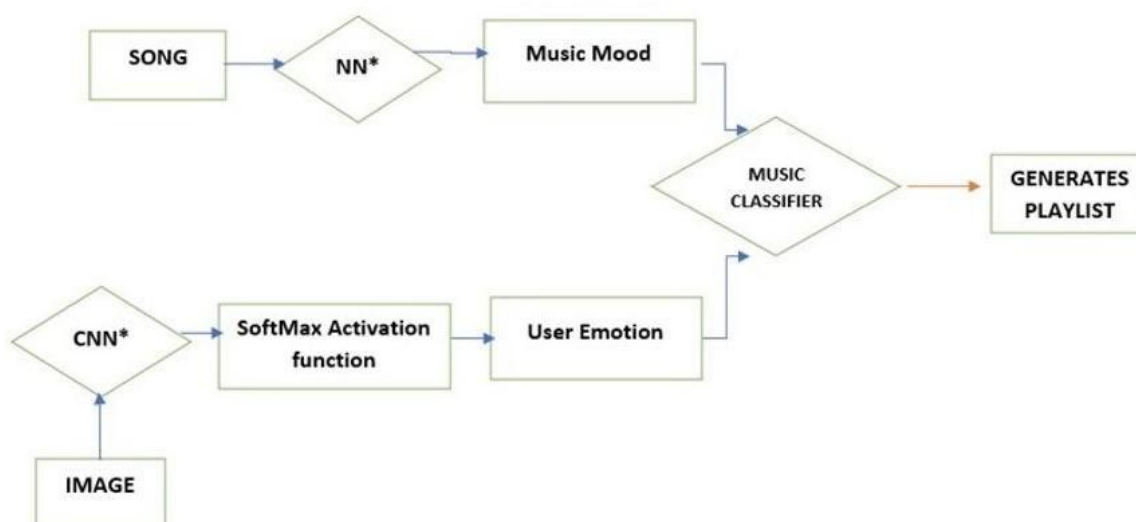 SONG
NN*
Music Mood
MUSIC
CLASSIFIER
GENERATES
PLAYLIST
CNN*
SoftMax Activation
function
User Emotion
IMAGE